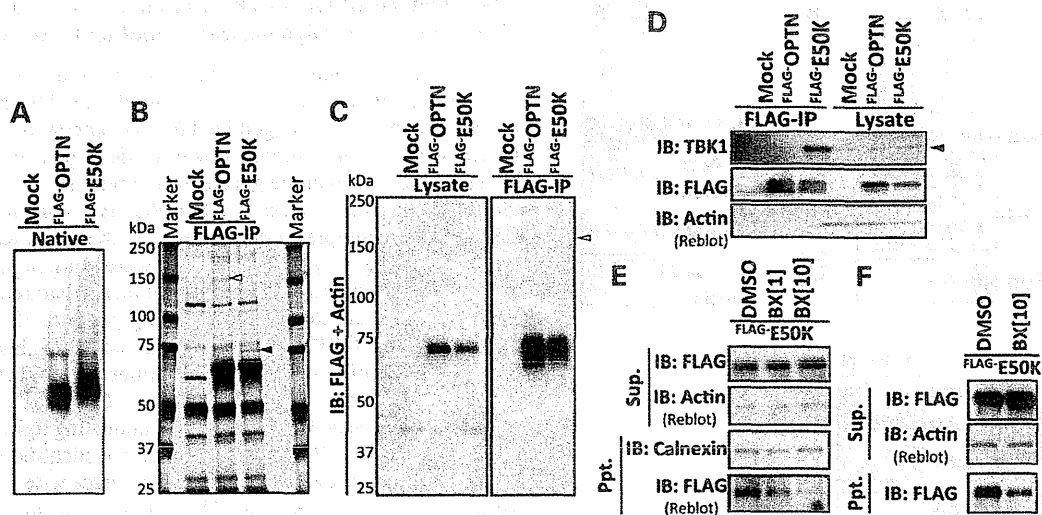 A
Mock
FLAG-OPTN
FLAG-E50K
Native
B
Marker
Mock
FLAG-OPTN
FLAG-E50K
Marker
FLAG-IP
kDa
250
150
100
75
50
37
25
C
Mock
FLAG-OPTN
FLAG-E50K
Mock
FLAG-OPTN
FLAG-E50K
Lysate
FLAG-IP
kDa
250
150
100
75
50
37
25
IB: FLAG + Actin
D
Mock
FLAG-OPTN
FLAG-E50K
Mock
FLAG-OPTN
FLAG-E50K
FLAG-IP
Lysate
IB: TBK1
IB: FLAG
IB: Actin
(Reblot)
E
DMSO
BX[1]
BX[10]
FLAG-E50K
Sup.
IB: FLAG
IB: Actin
(Reblot)
Ppt.
IB: Calnexin
IB: FLAG
(Reblot)
F
DMSO
BX[10]
FLAG-E50K
Sup.
IB: FLAG
IB: Actin
(Reblot)
Ppt.
IB: FLAG